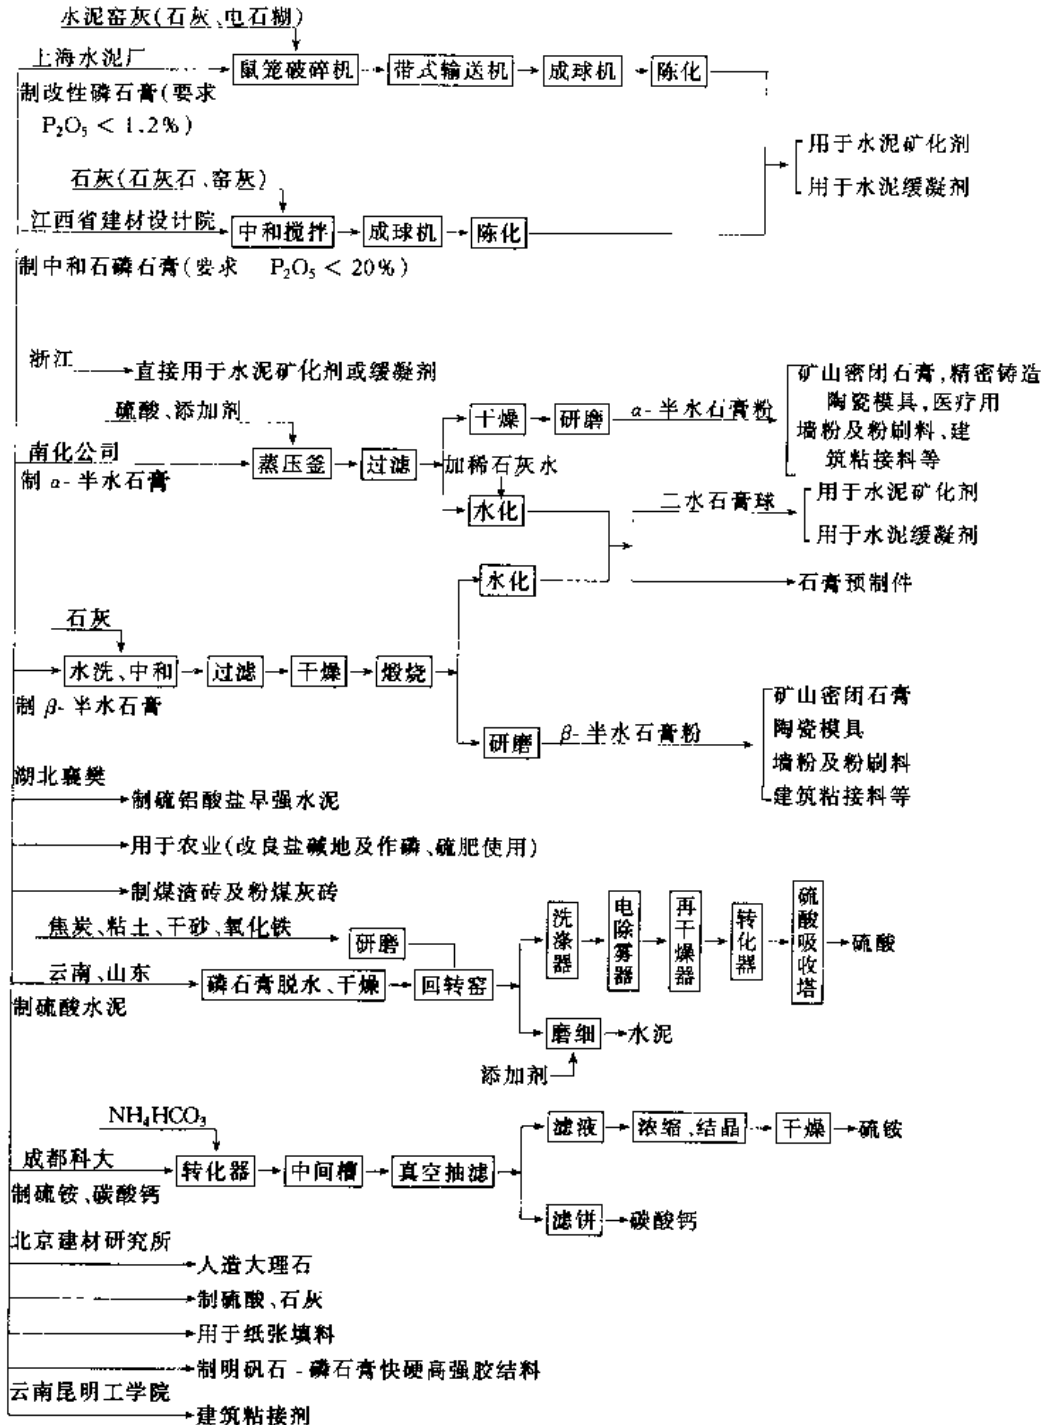 水泥窑灰(石灰、电石糊)
上海水泥厂
鼠笼破碎机 带式输送机 成球机 陈化
制改性磷石膏(要求
P₂O₅ < 1.2%)
用于水泥矿化剂
用于水泥缓凝剂
石灰(石灰石、窑灰)
江西省建材设计院
中和搅拌 成球机 陈化
制中和石磷石膏(要求 P₂O₅ < 20%)
浙江
直接用于水泥矿化剂或缓凝剂
硫酸、添加剂
南化公司
制 α-半水石膏
蒸压釜 过滤
干燥 研磨 α-半水石膏粉
矿山密闭石膏,精密铸造
陶瓷模具,医疗用
墙粉及粉刷料、建
筑粘接料等
加稀石灰水
水化
二水石膏球
用于水泥矿化剂
用于水泥缓凝剂
水化
石膏预制件
石灰
水洗、中和 过滤 干燥 煅烧
制 β-半水石膏
研磨 β-半水石膏粉
矿山密闭石膏
陶瓷模具
墙粉及粉刷料
建筑粘接料等
湖北襄樊
制硫铝酸盐早强水泥
用于农业(改良盐碱地及作磷、硫肥使用)
制煤渣砖及粉煤灰砖
焦炭、粘土、干砂、氧化铁
研磨
云南、山东
磷石膏脱水、干燥 回转窑
制硫酸水泥
洗涤器 电除雾器 再干燥器 转化器 硫酸吸收塔 硫酸
磨细 水泥
添加剂
NH₄HCO₃
成都科大
转化器 中间槽 真空抽滤
制硫铵、碳酸钙
滤液 浓缩、结晶 干燥 硫铵
滤饼 碳酸钙
北京建材研究所
人造大理石
制硫酸、石灰
用于纸张填料
制明矾石-磷石膏快硬高强胶结料
云南昆明工学院
建筑粘接剂